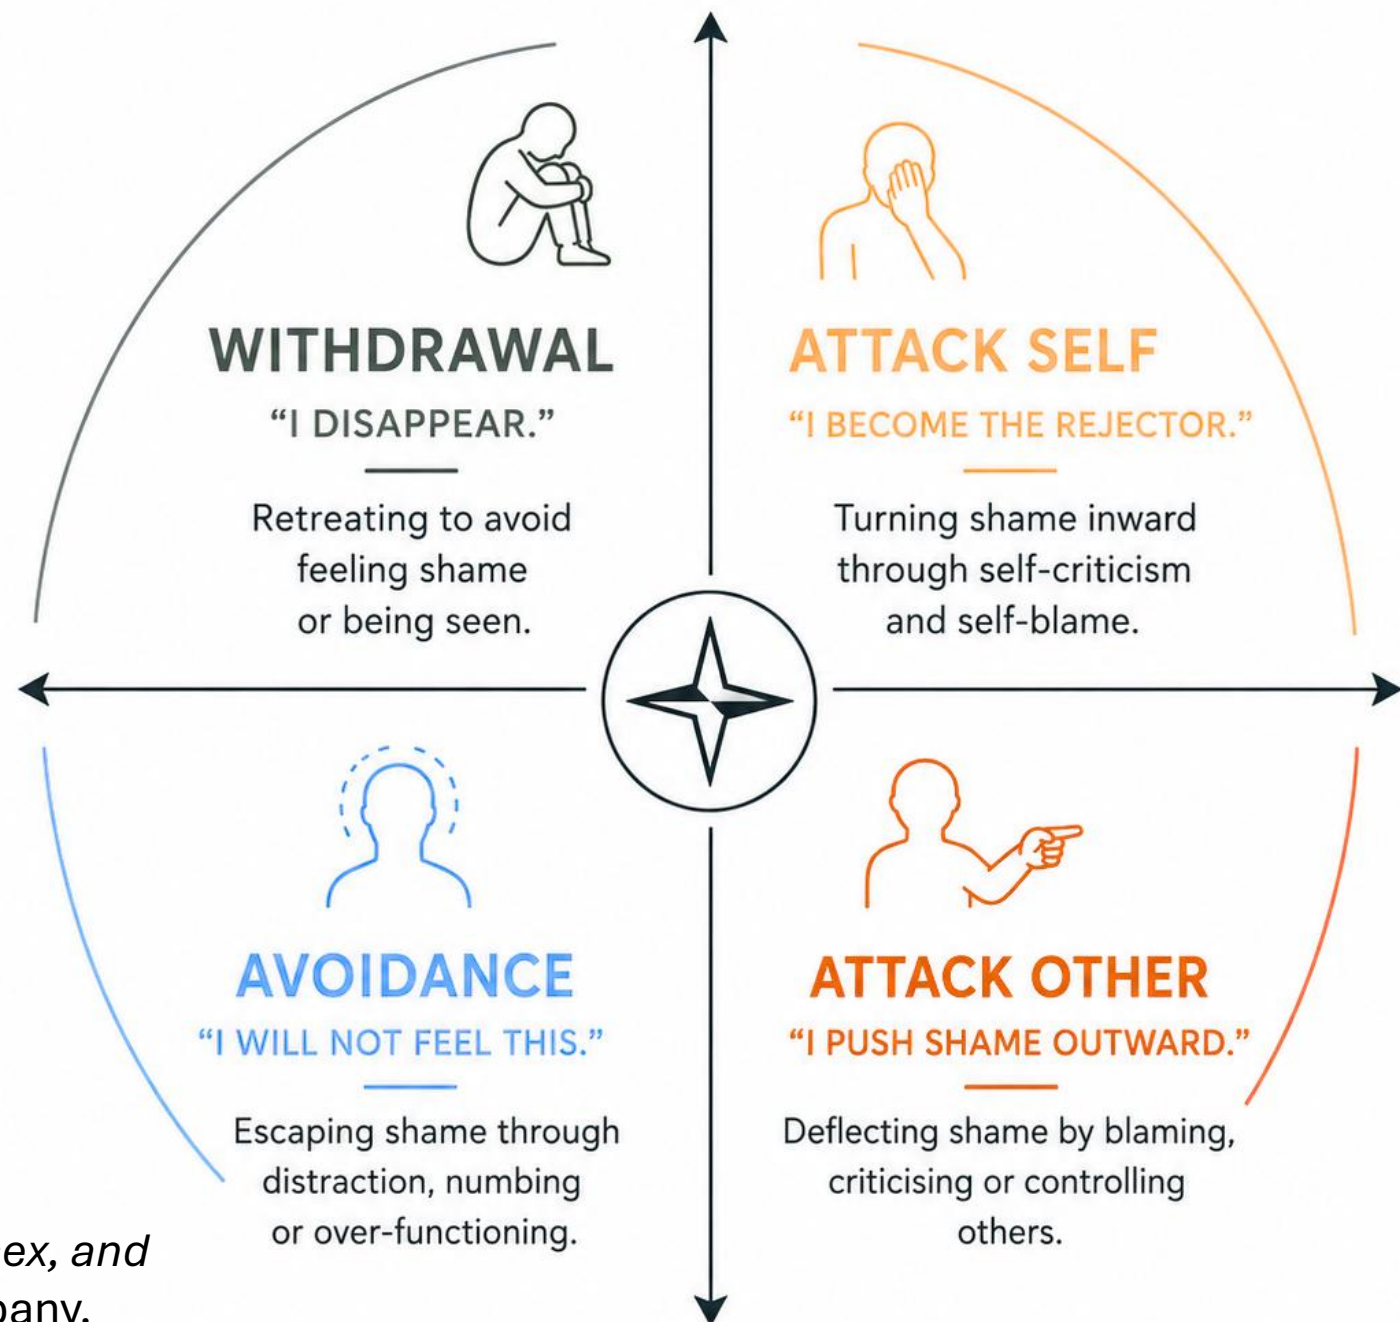 WITHDRAWAL
“I DISAPPEAR.”
Retreating to avoid
feeling shame
or being seen.
ATTACK SELF
“I BECOME THE REJECTOR.”
Turning shame inward
through self-criticism
and self-blame.
AVOIDANCE
“I WILL NOT FEEL THIS.”
Escaping shame through
distraction, numbing
or over-functioning.
ATTACK OTHER
“I PUSH SHAME OUTWARD.”
Deflecting shame by blaming,
criticising or controlling
others.
and